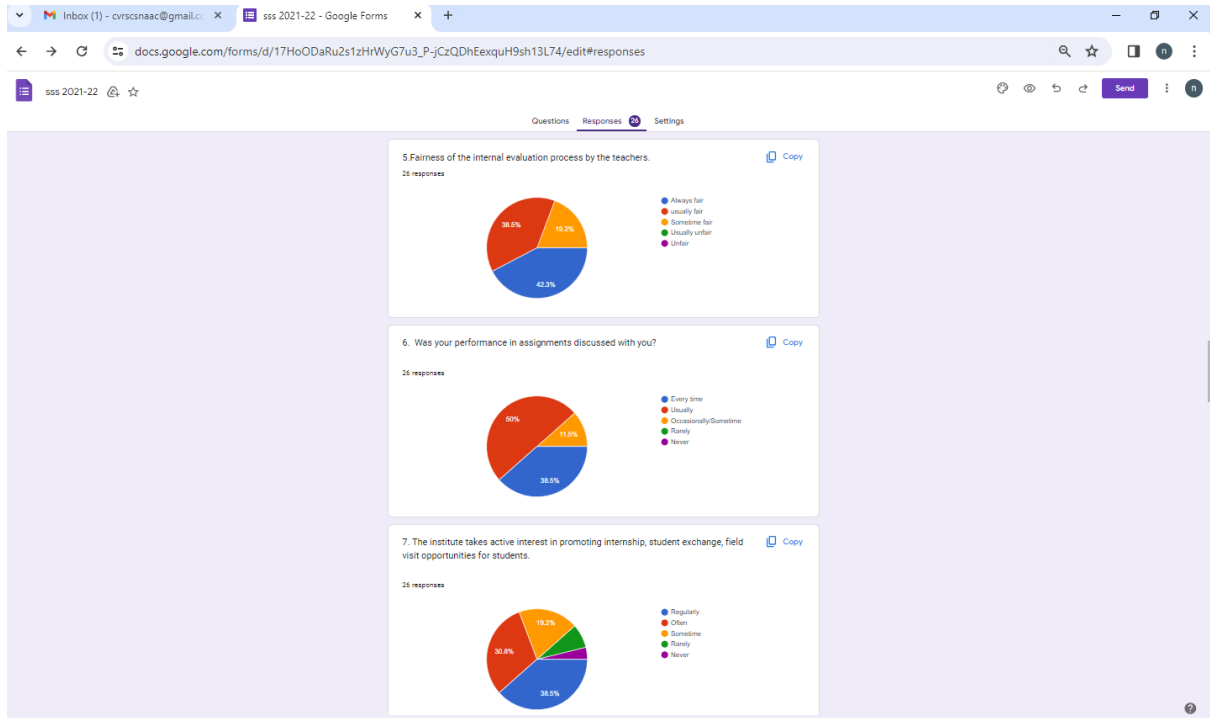 Inbox (1) - cvrscsnaac@gmail.cc
sss 2021-22 - Google Forms
docs.google.com/forms/d/17HoODaRu2s1zHrWyG7u3_P-jCzQDhEexquH9sh13L74/edit#responses
n
sss 2021-22
Send
n
Questions
Responses 26
Settings
5.Fairness of the internal evaluation process by the teachers.
Copy
26 responses
38.5%
19.2%
42.3%
Always fair
usually fair
Sometime fair
Usually unfair
Unfair
6. Was your performance in assignments discussed with you?
Copy
26 responses
50%
11.5%
38.5%
Every time
Usually
Occasionally/Sometime
Rarely
Never
7. The institute takes active interest in promoting internship, student exchange, field
visit opportunities for students.
Copy
26 responses
19.2%
30.8%
38.5%
Regularly
Often
Sometime
Rarely
Never